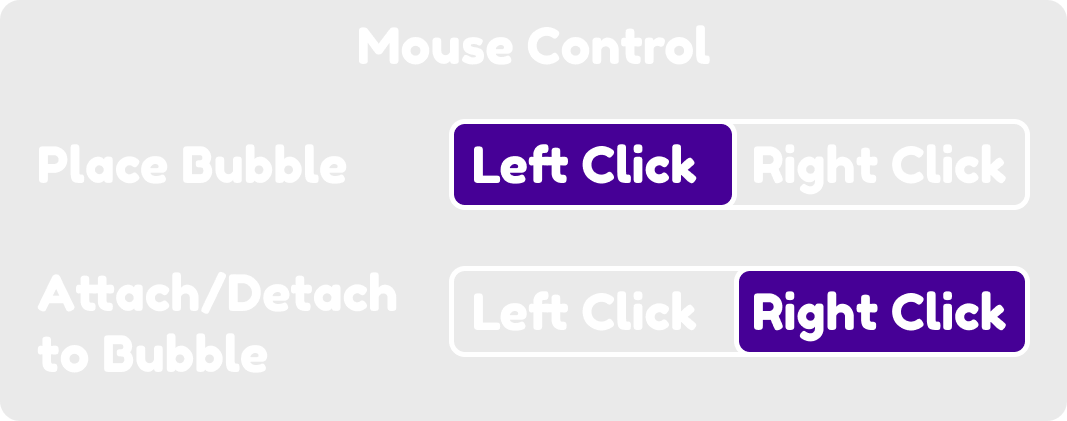 Mouse Control
Place Bubble
Left Click
Right Click
Attach/Detach
to Bubble
Left Click
Right Click